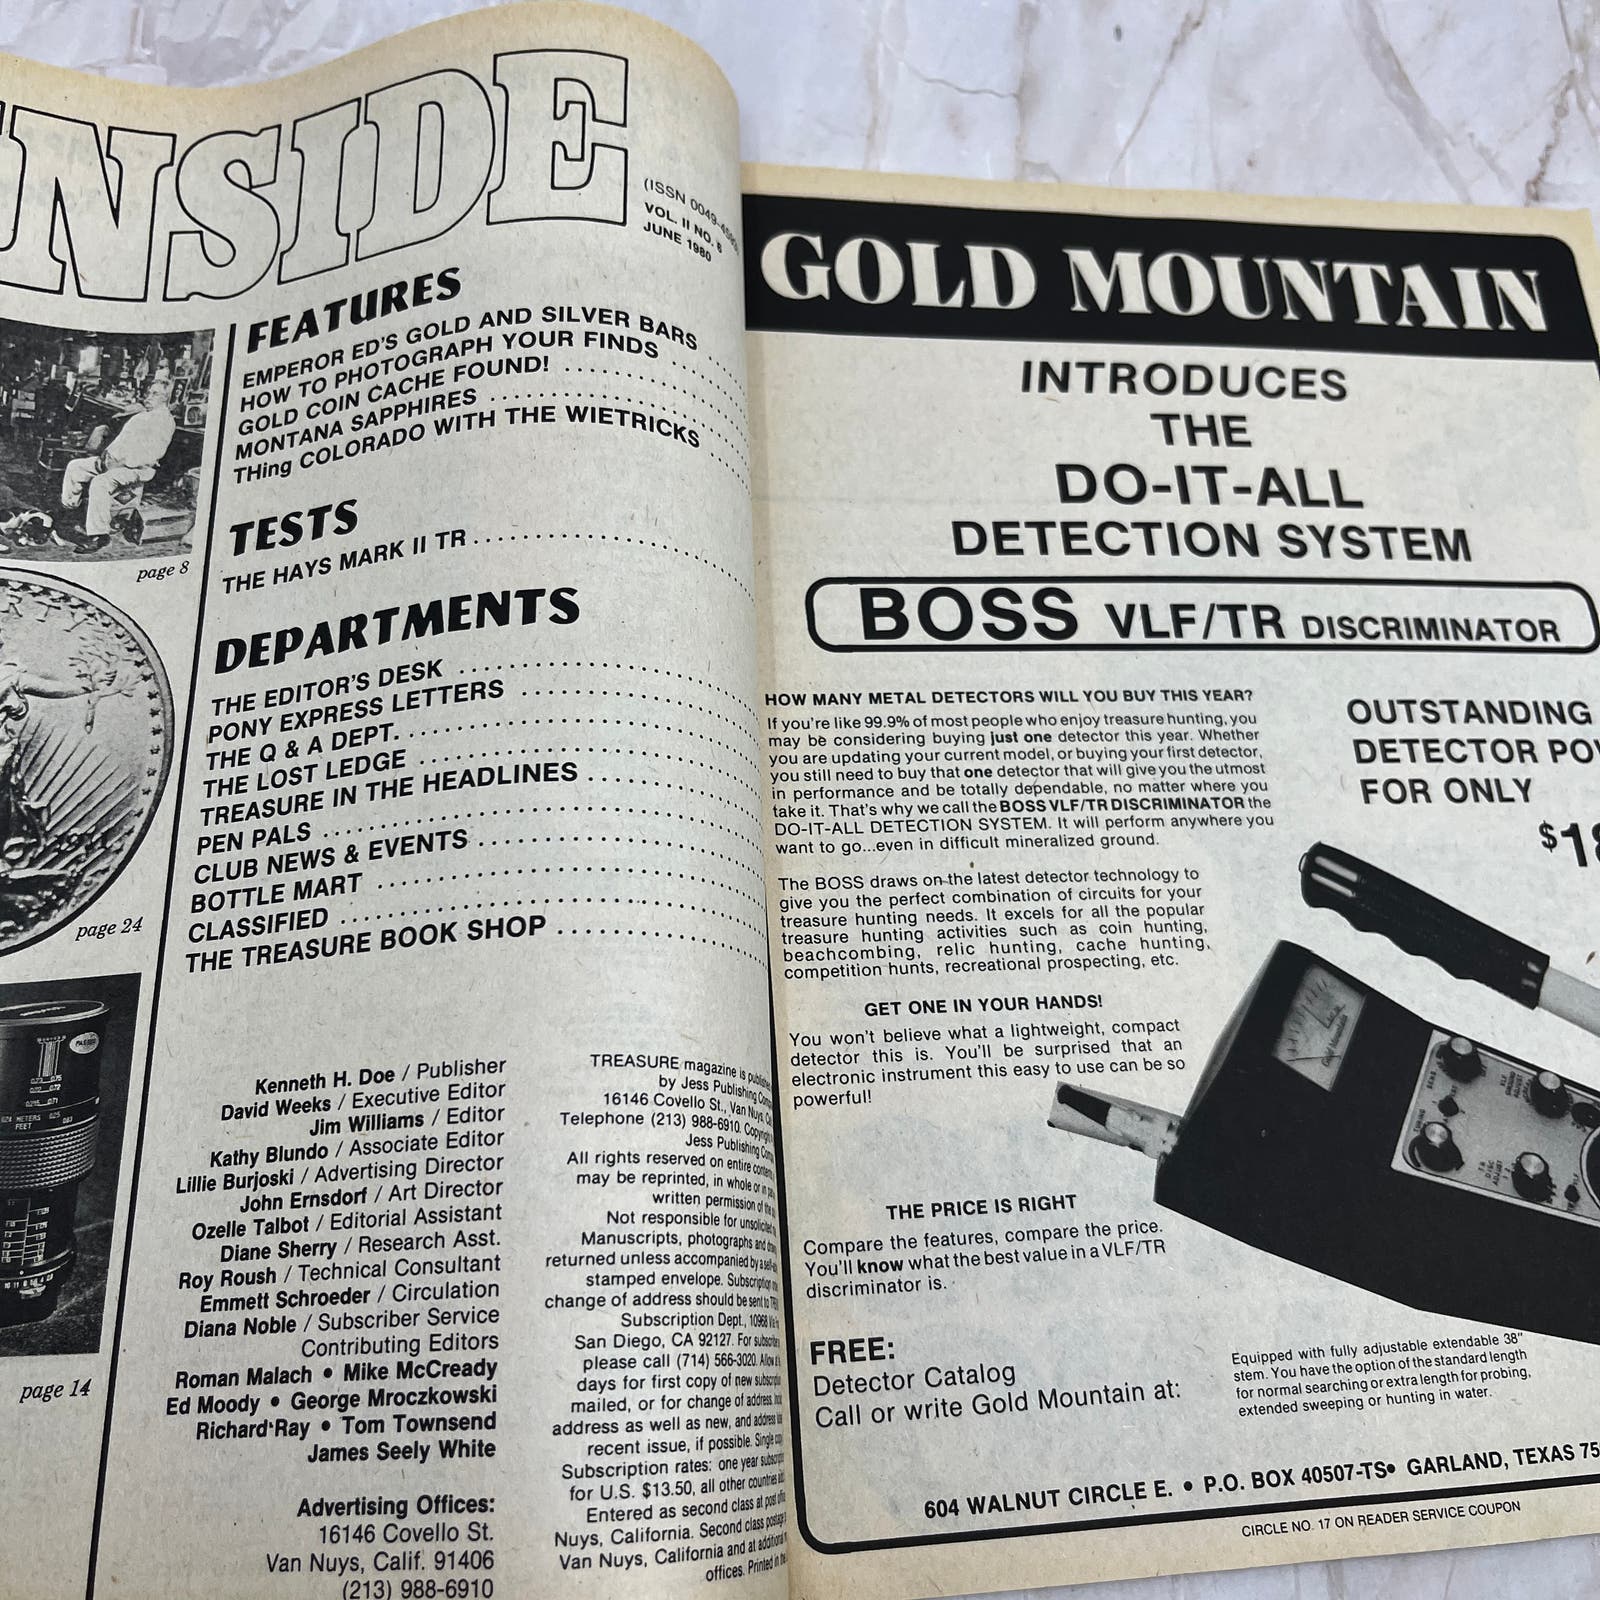 INSIDE
(ISSN
VOL. II NO. 6
JUNE 1980
FEATURES
EMPEROR ED'S GOLD AND SILVER BARS
HOW TO PHOTOGRAPH YOUR FINDS
GOLD COIN CACHE FOUND!
MONTANA SAPPHIRES
THing COLORADO WITH THE WIETRICKS
TESTS
THE HAYS MARK II TR
DEPARTMENTS
THE EDITOR'S DESK
PONY EXPRESS LETTERS
THE Q & A DEPT.
THE LOST LEDGE
TREASURE IN THE HEADLINES
PEN PALS
CLUB NEWS & EVENTS
BOTTLE MART
CLASSIFIED
THE TREASURE BOOK SHOP
page 8
page 24
page 14
Kenneth H. Doe / Publisher
David Weeks / Executive Editor
Jim Williams / Editor
Kathy Blundo / Associate Editor
Lillie Burjoski / Advertising Director
John Ernsdorf / Art Director
Ozelle Talbot / Editorial Assistant
Diane Sherry / Research Asst.
Roy Roush / Technical Consultant
Emmett Schroeder / Circulation
Diana Noble / Subscriber Service
Contributing Editors
Roman Malach • Mike McCready
Ed Moody • George Mroczkowski
Richard Ray • Tom Townsend
James Seely White
Advertising Offices:
16146 Covello St.
Van Nuys, Calif. 91406
(213) 988-6910
TREASURE magazine is
by Jess Publishing
16146 Covello St., Van Nuys
Telephone (213) 988-6910.
Jess Publishing
All rights reserved on entire
may be reprinted, in whole or in
written permission of
Not responsible for
Manuscripts, photographs and
returned unless accompanied by
stamped envelope.
change of address should be sent to
Subscription Dept., 10968
San Diego, CA 92127. For
please call (714) 566-3020.
days for first copy of new
mailed, or for change of address.
address as well as new, and address
recent issue, if possible. Single
Subscription rates: one year
for U.S. $13.50, all other countries
Entered as second class at post
Nuys, California. Second class
Van Nuys, California and at
offices. Printed in
GOLD MOUNTAIN
INTRODUCES
THE
DO-IT-ALL
DETECTION SYSTEM
BOSS VLF/TR DISCRIMINATOR
HOW MANY METAL DETECTORS WILL YOU BUY THIS YEAR?
If you're like 99.9% of most people who enjoy treasure hunting, you
may be considering buying just one detector this year. Whether
you are updating your current model, or buying your first detector,
you still need to buy that one detector that will give you the utmost
in performance and be totally dependable, no matter where you
take it. That's why we call the BOSS VLF/TR DISCRIMINATOR the
DO-IT-ALL DETECTION SYSTEM. It will perform anywhere you
want to go...even in difficult mineralized ground.
The BOSS draws on the latest detector technology to
give you the perfect combination of circuits for your
treasure hunting needs. It excels for all the popular
treasure hunting activities such as coin hunting,
beachcombing, relic hunting, cache hunting,
competition hunts, recreational prospecting, etc.
GET ONE IN YOUR HANDS!
You won't believe what a lightweight, compact
detector this is. You'll be surprised that an
electronic instrument this easy to use can be so
powerful!
THE PRICE IS RIGHT
Compare the features, compare the price.
You'll know what the best value in a VLF/TR
discriminator is.
FREE:
Detector Catalog
Call or write Gold Mountain at:
OUTSTANDING
DETECTOR
FOR ONLY
Gold Mountain
Equipped with fully adjustable extendable 38"
stem. You have the option of the standard length
for normal searching or extra length for probing,
extended sweeping or hunting in water.
604 WALNUT CIRCLE E. • P.O. BOX 40507-TS • GARLAND, TEXAS
CIRCLE NO. 17 ON READER SERVICE COUPON